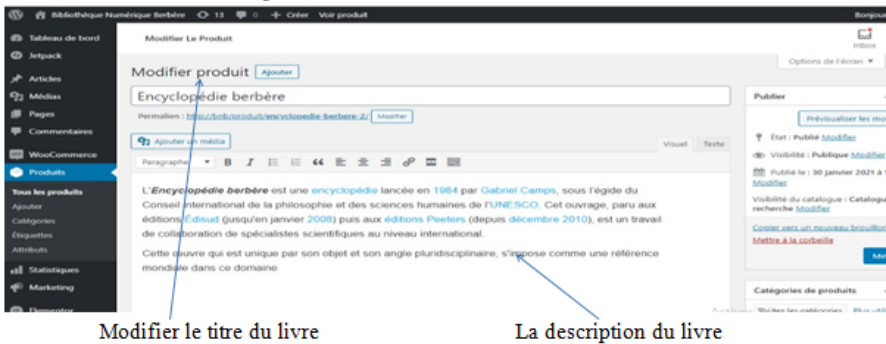 Bibliothèque Numérique Berbère 13 0 + Créer Voir produit Bonjour
Tableau de bord
Jetpack
Articles
Médias
Pages
Commentaires
WooCommerce
Produits
Tous les produits
Ajouter
Catégories
Étiquettes
Attributs
Statistiques
Marketing
Elementor
Modifier Le Produit
Inbox
Options de l'écran ▼
Modifier produit Ajouter
Encyclopédie berbère
Permalien : http://bnb/produit/encyclopedie-berbere-2/ Modifier
Ajouter un média
Visuel Texte
Paragraphe B I
L'Encyclopédie berbère est une encyclopédie lancée en 1984 par Gabriel Camps, sous l'égide du
Conseil international de la philosophie et des sciences humaines de l'UNESCO. Cet ouvrage, paru aux
éditions Édisud (jusqu'en janvier 2008) puis aux éditions Peeters (depuis décembre 2010), est un travail
de collaboration de spécialistes scientifiques au niveau international.
Cette œuvre qui est unique par son objet et son angle pluridisciplinaire, s'impose comme une référence
mondiale dans ce domaine
Publier
Prévisualiser les mo
État : Publié Modifier
Visibilité : Publique Modifier
Publié le : 30 janvier 2021 à
Modifier
Visibilité du catalogue : Catalogu
recherche Modifier
Copier vers un nouveau brouillon
Mettre à la corbeille
Me
Catégories de produits
Toutes les catégories Plus util
Modifier le titre du livre
La description du livre